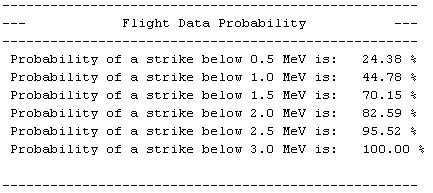 ----------------------------------------------------
---            Flight Data Probability           ---
----------------------------------------------------
Probability of a strike below 0.5 MeV is:   24.38 %
Probability of a strike below 1.0 MeV is:   44.78 %
Probability of a strike below 1.5 MeV is:   70.15 %
Probability of a strike below 2.0 MeV is:   82.59 %
Probability of a strike below 2.5 MeV is:   95.52 %
Probability of a strike below 3.0 MeV is:   100.00 %
----------------------------------------------------